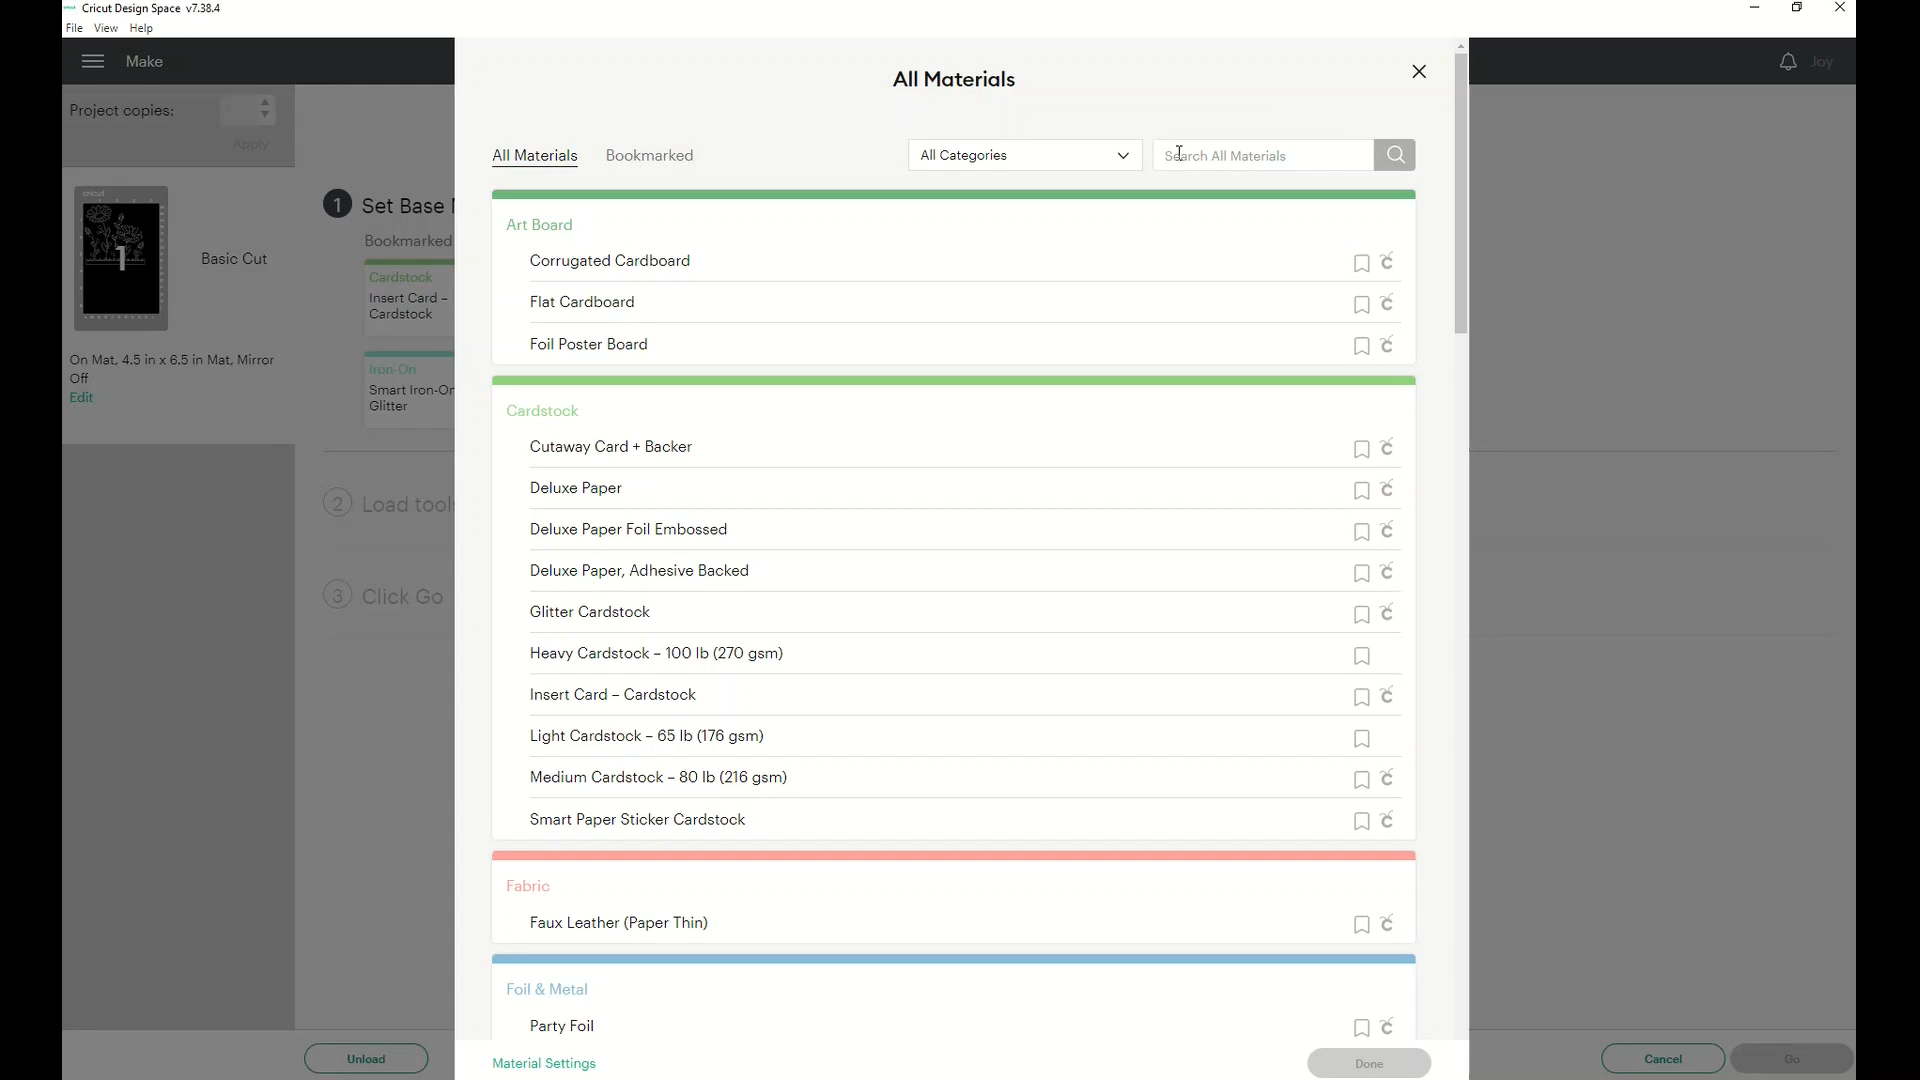 Cricut Design Space v7.38.4
File View Help
Make
Joy
Project copies:
Apply
cricut
1
Basic Cut
On Mat, 4.5 in x 6.5 in Mat, Mirror
Off
Edit
1 Set Base
Bookmarked
Cardstock
Insert Card –
Cardstock
Iron-On
Smart Iron-On
Glitter
2 Load tools
3 Click Go
Unload
All Materials
All Materials Bookmarked All Categories Search All Materials
Art Board
Corrugated Cardboard
Flat Cardboard
Foil Poster Board
Cardstock
Cutaway Card + Backer
Deluxe Paper
Deluxe Paper Foil Embossed
Deluxe Paper, Adhesive Backed
Glitter Cardstock
Heavy Cardstock – 100 lb (270 gsm)
Insert Card – Cardstock
Light Cardstock – 65 lb (176 gsm)
Medium Cardstock – 80 lb (216 gsm)
Smart Paper Sticker Cardstock
Fabric
Faux Leather (Paper Thin)
Foil & Metal
Party Foil
Material Settings
Done
Cancel
Go